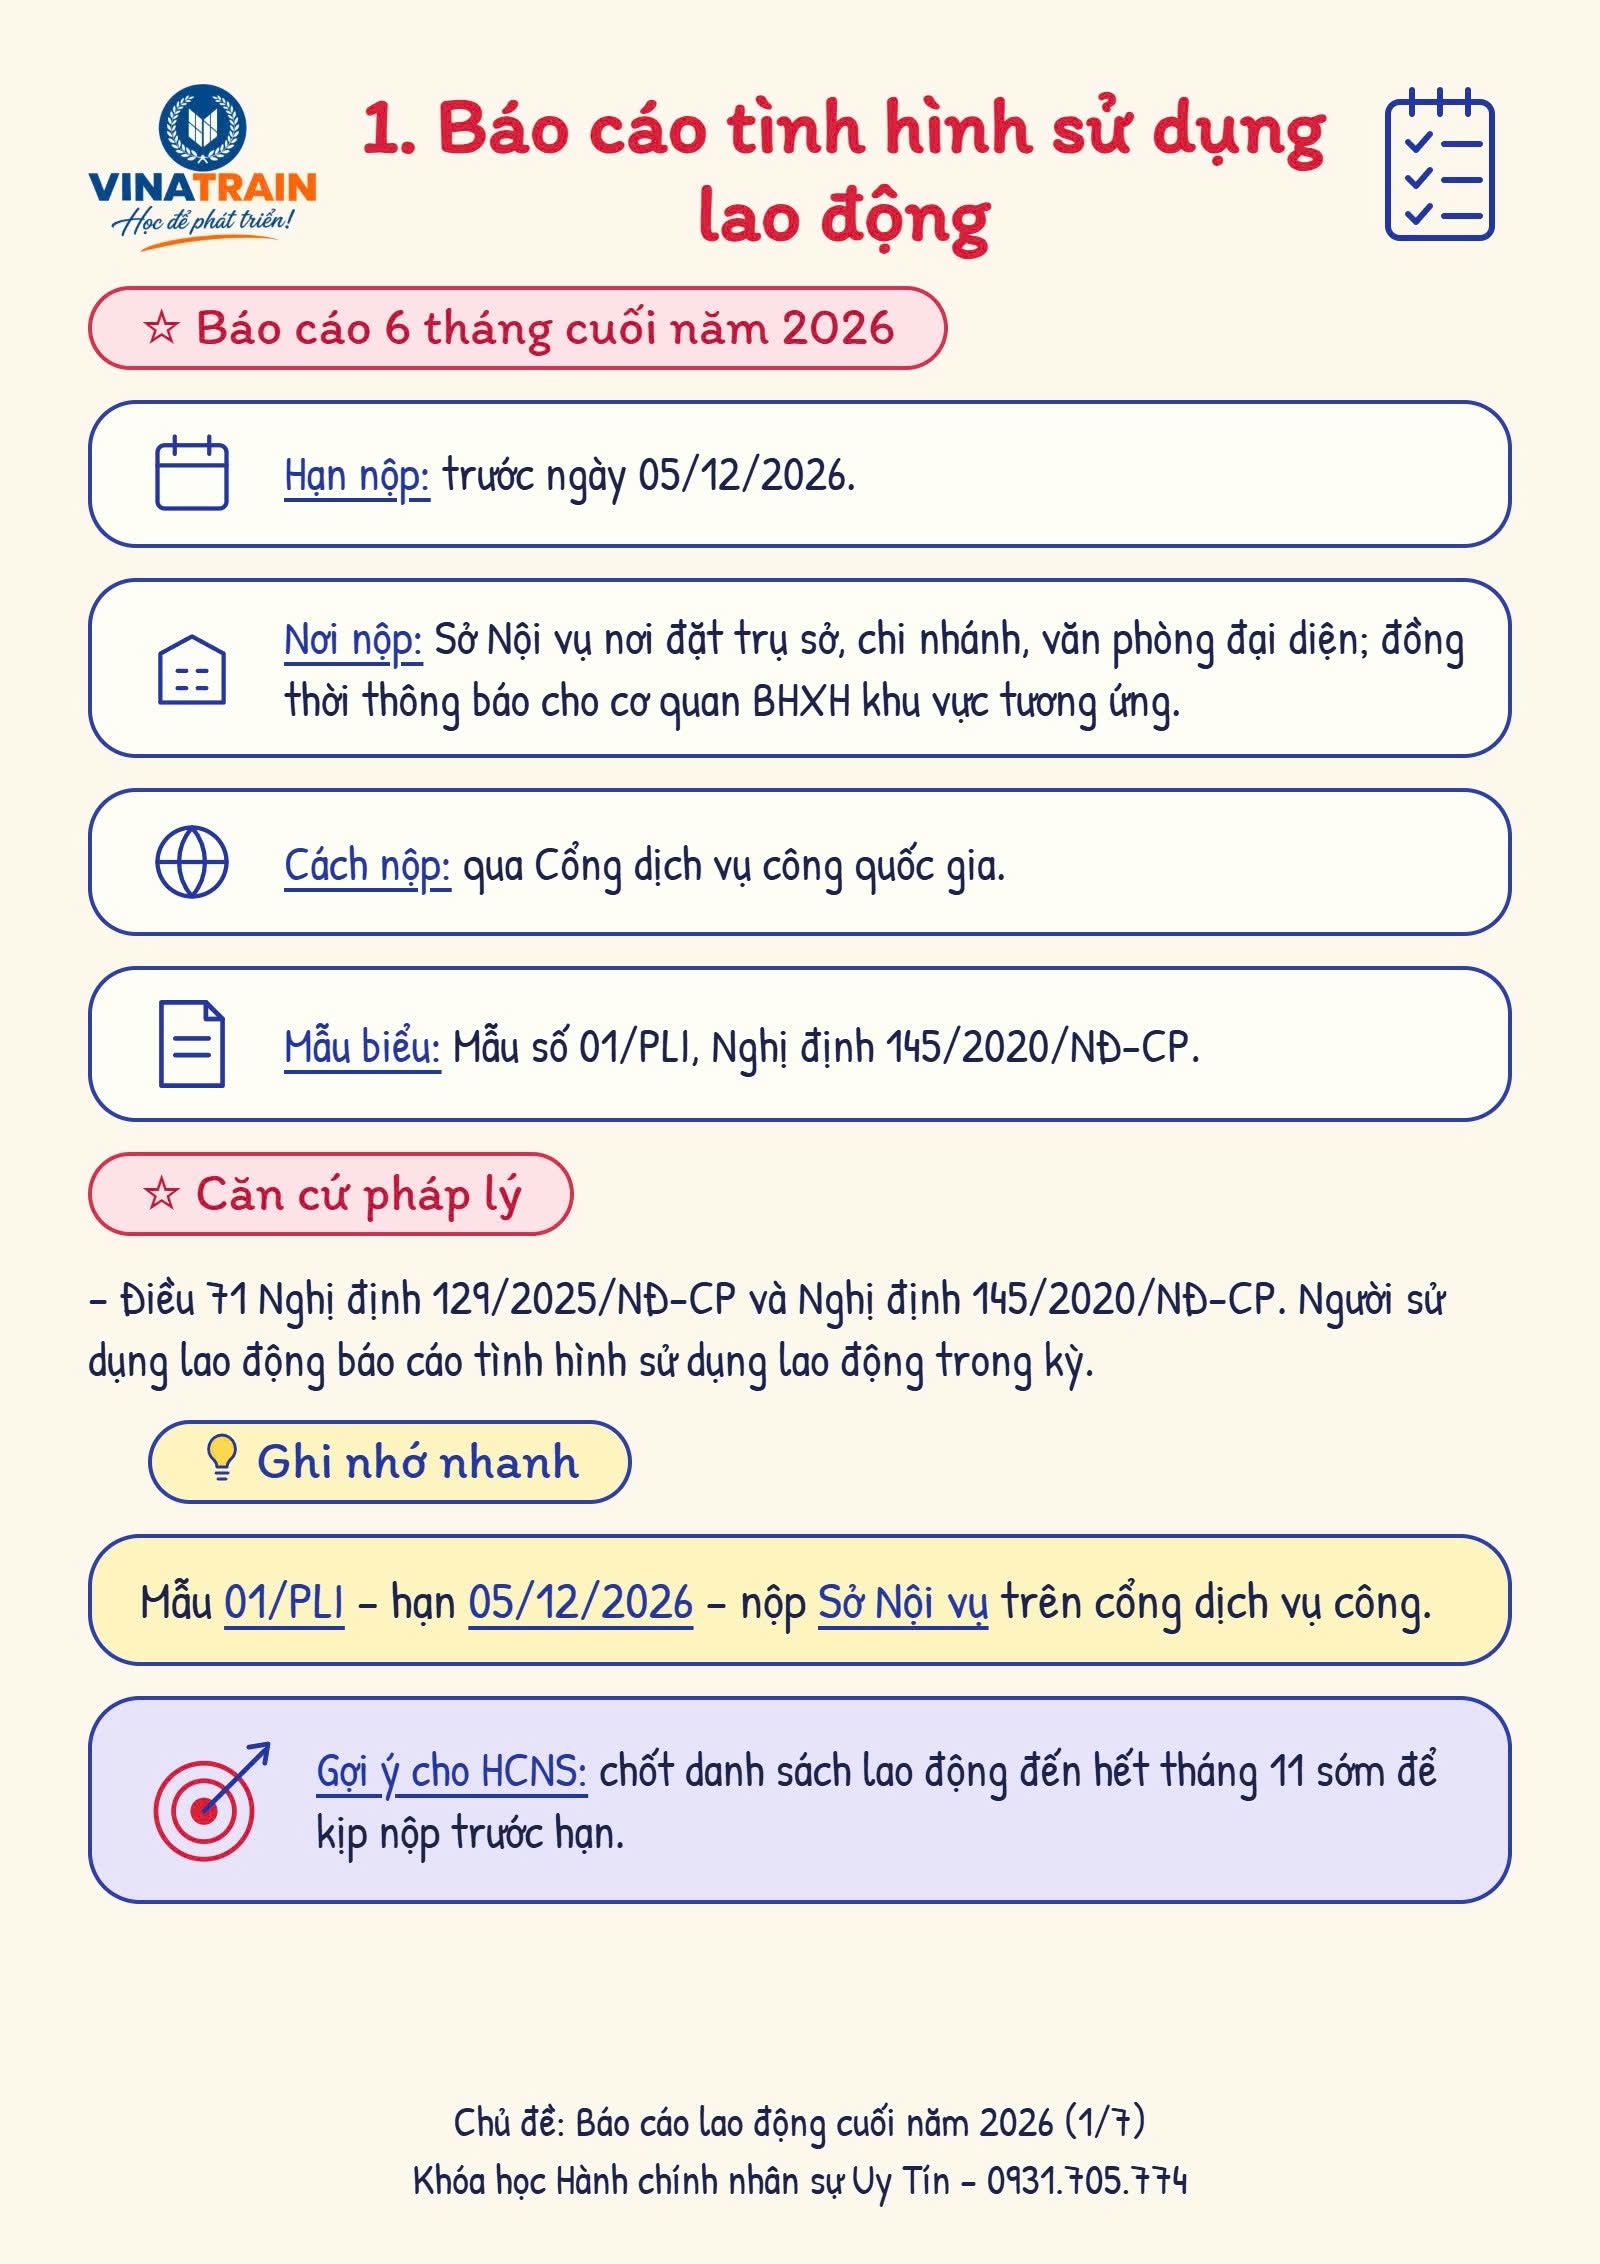 VINATRAIN
Học để phát triển!
1. Báo cáo tình hình sử dụng
lao động
☆ Báo cáo 6 tháng cuối năm 2026
Hạn nộp: trước ngày 05/12/2026.
Nơi nộp: Sở Nội vụ nơi đặt trụ sở, chi nhánh, văn phòng đại diện; đồng
thời thông báo cho cơ quan BHXH khu vực tương ứng.
Cách nộp: qua Cổng dịch vụ công quốc gia.
Mẫu biểu: Mẫu số 01/PLI, Nghị định 145/2020/NĐ-CP.
☆ Căn cứ pháp lý
- Điều 71 Nghị định 129/2025/NĐ-CP và Nghị định 145/2020/NĐ-CP. Người sử
dụng lao động báo cáo tình hình sử dụng lao động trong kỳ.
Ghi nhớ nhanh
Mẫu 01/PLI - hạn 05/12/2026 - nộp Sở Nội vụ trên cổng dịch vụ công.
Gợi ý cho HCNS: chốt danh sách lao động đến hết tháng 11 sớm để
kịp nộp trước hạn.
Chủ đề: Báo cáo lao động cuối năm 2026 (1/7)
Khóa học Hành chính nhân sự Uy Tín - 0931.705.774